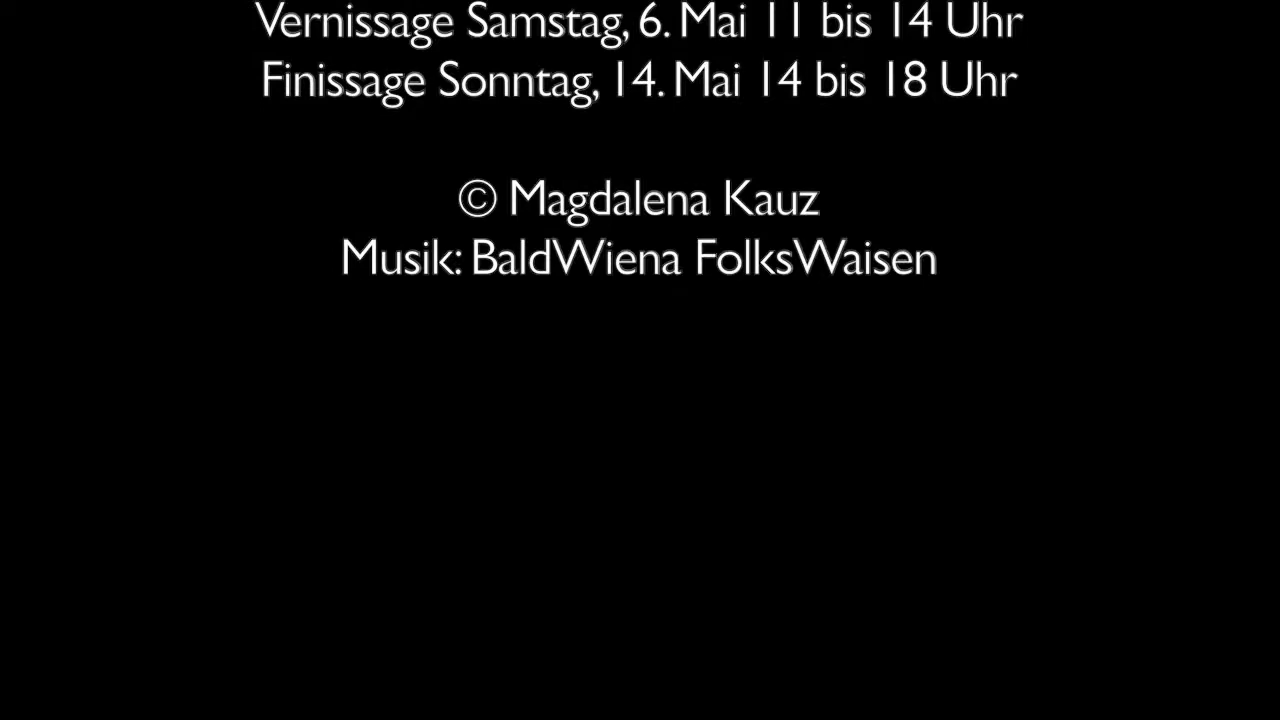 Vernissage Samstag, 6. Mai 11 bis 14 Uhr
Finissage Sonntag, 14. Mai 14 bis 18 Uhr
© Magdalena Kauz
Musik: BaldWiena FolksWaisen